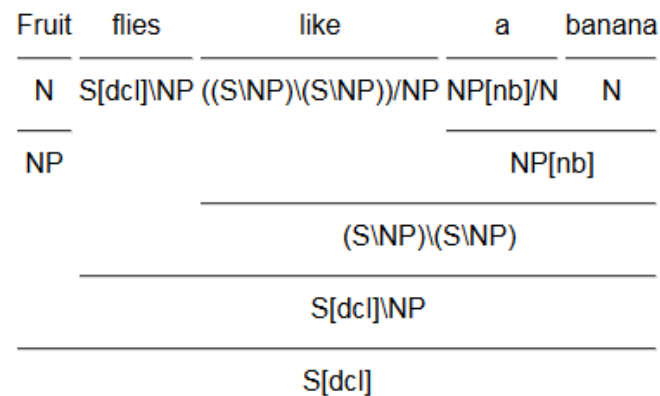 Fruit flies like a banana
N S[dcl]\NP ((S\NP)\(S\NP))/NP NP[nb]/N N
NP NP[nb]
(S\NP)\(S\NP)
S[dcl]\NP
S[dcl]